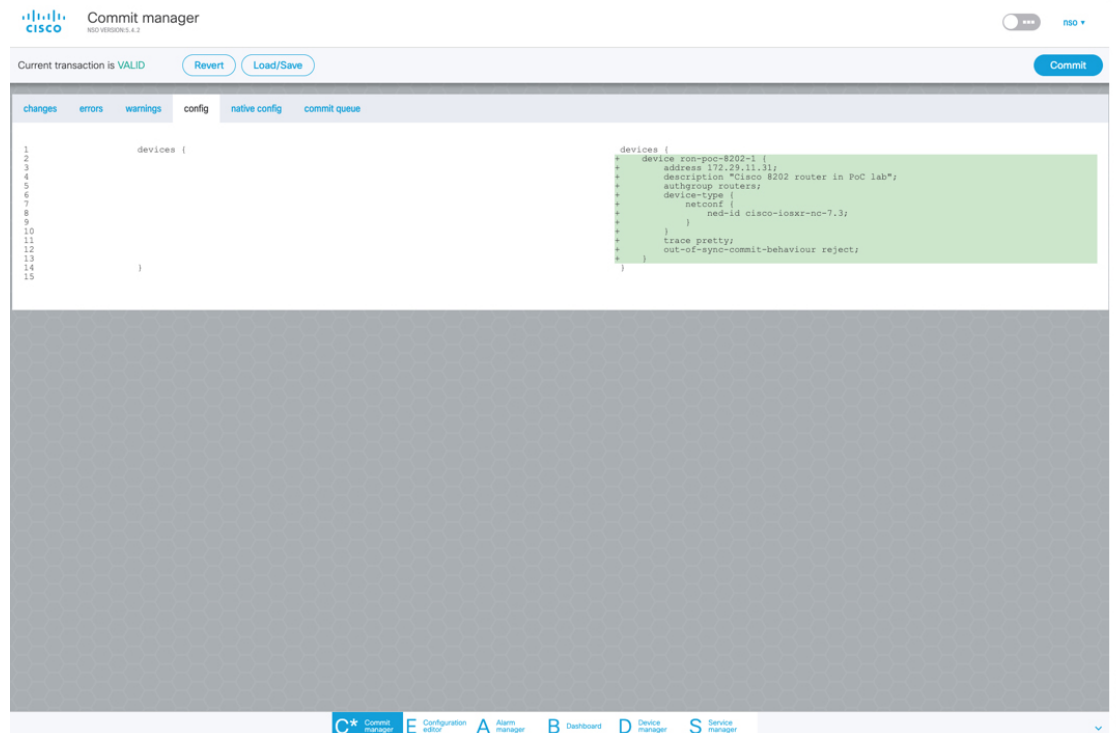 CISCO
Commit manager
NSO VERSION:5.4.2
nso
Current transaction is VALID
Revert
Load/Save
Commit
changes errors warnings config native config commit queue
1 devices { devices {
2 + device ron-poc-8202-1 {
3 + address 172.29.11.31;
4 + description "Cisco 8202 router in PoC lab";
5 + authgroup routers;
6 + device-type {
7 + netconf {
8 + ned-id cisco-iosxr-nc-7.3;
9 + }
10 + }
11 + trace pretty;
12 + out-of-sync-commit-behaviour reject;
13 + }
14 } }
15
C* Commit manager
E Configuration editor
A Alarm manager
B Dashboard
D Device manager
S Service manager